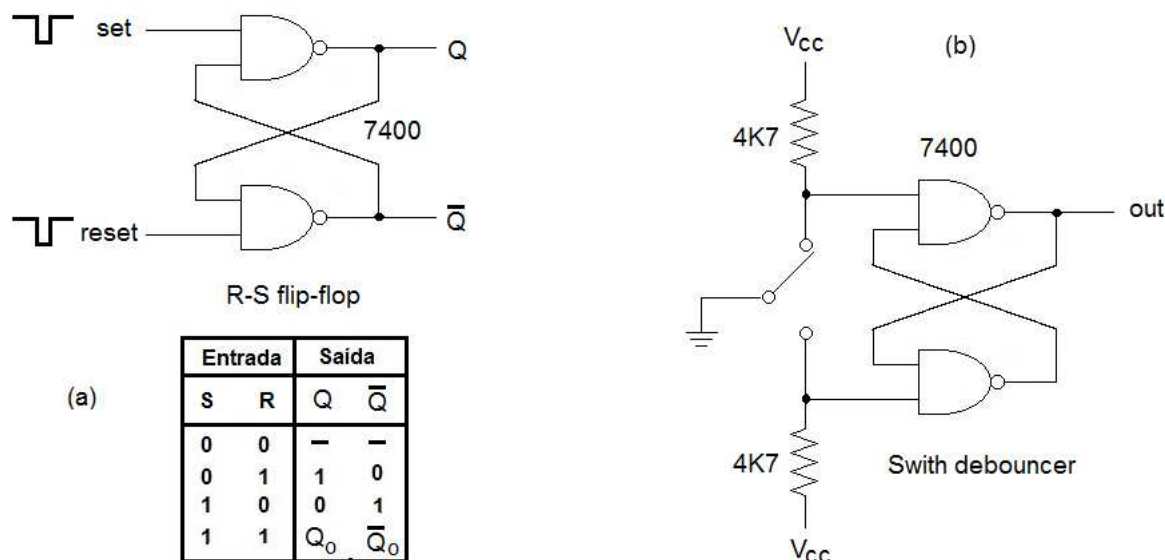 set
Q
7400
reset
Q̅
R-S flip-flop
(a)
Entrada Saída
S R Q Q̅
0 0 – –
0 1 1 0
1 0 0 1
1 1 Q₀ Q̅₀
(b)
Vcc
4K7
7400
out
4K7
Swith debouncer
Vcc